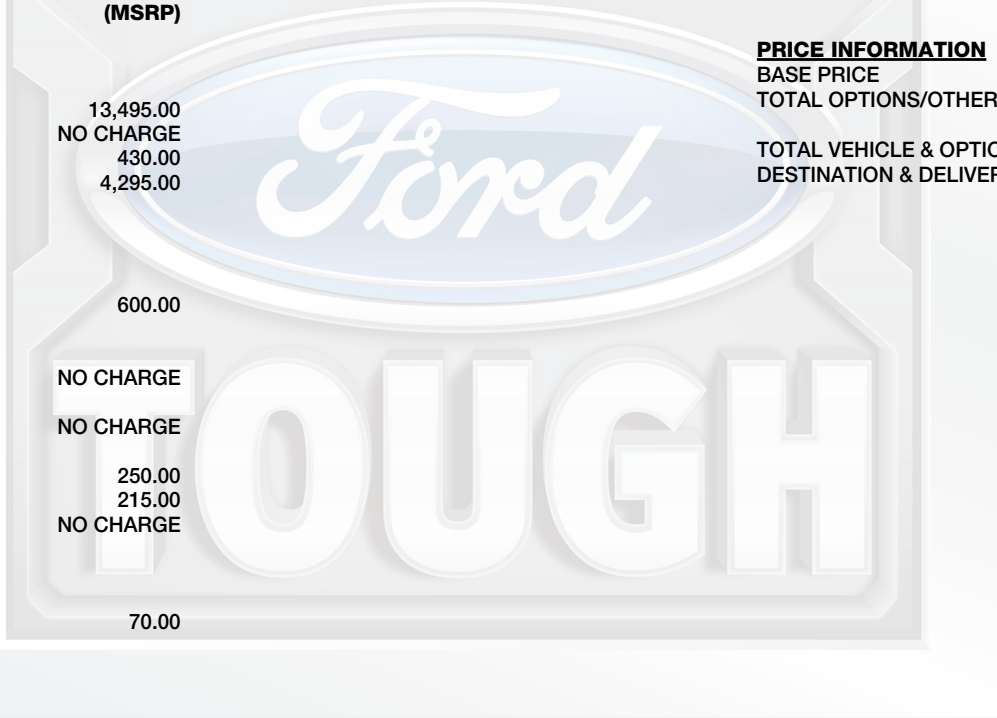 (MSRP)
13,495.00
NO CHARGE
430.00
4,295.00
600.00
NO CHARGE
NO CHARGE
250.00
215.00
NO CHARGE
70.00
PRICE INFORMATION
BASE PRICE
TOTAL OPTIONS/OTHER
TOTAL VEHICLE & OPTIO
DESTINATION & DELIVER
Ford
TOUGH